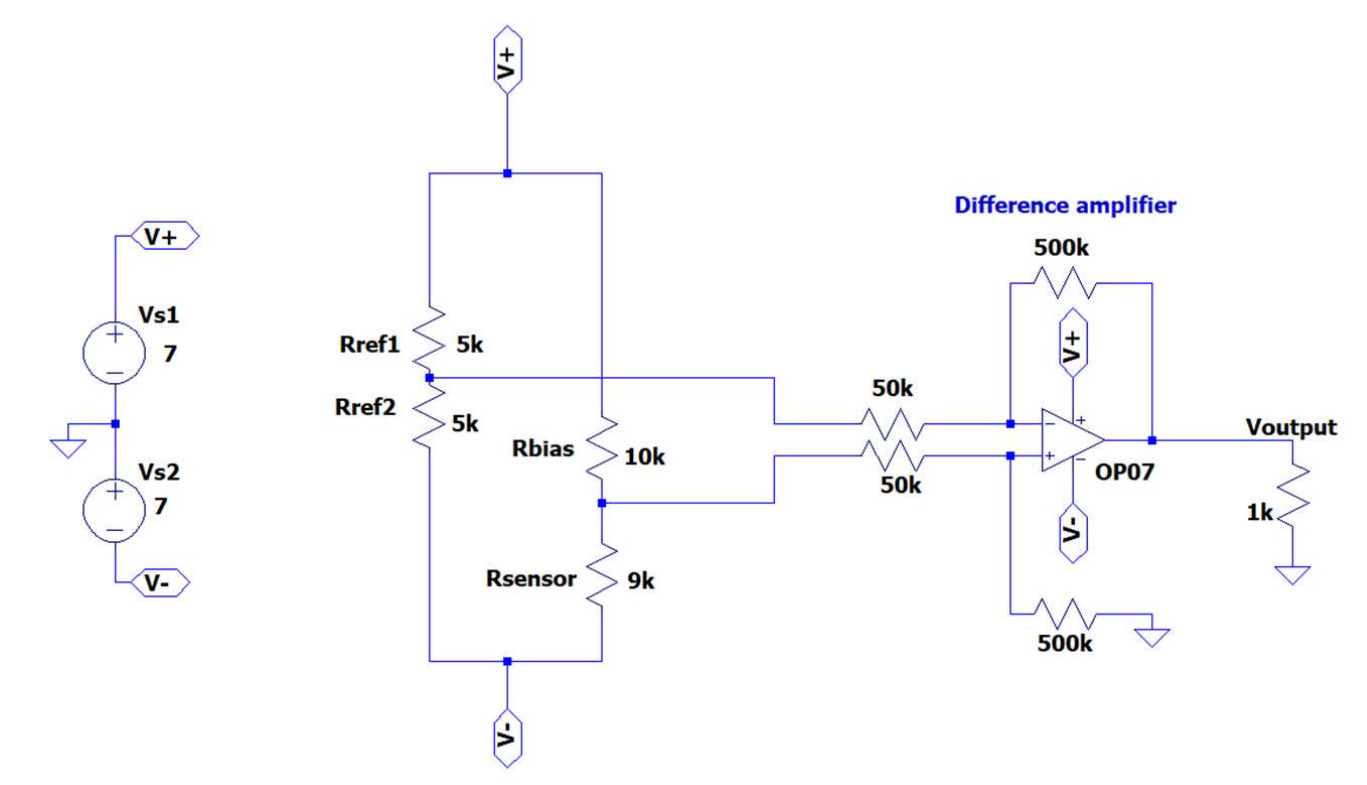 V+
Difference amplifier
500k
V+
Vs1
7
V+
Rref1
5k
50k
Rref2
5k
Voutput
Rbias
10k
Vs2
7
OP07
50k
1k
V-
V-
Rsensor
9k
500k
V-